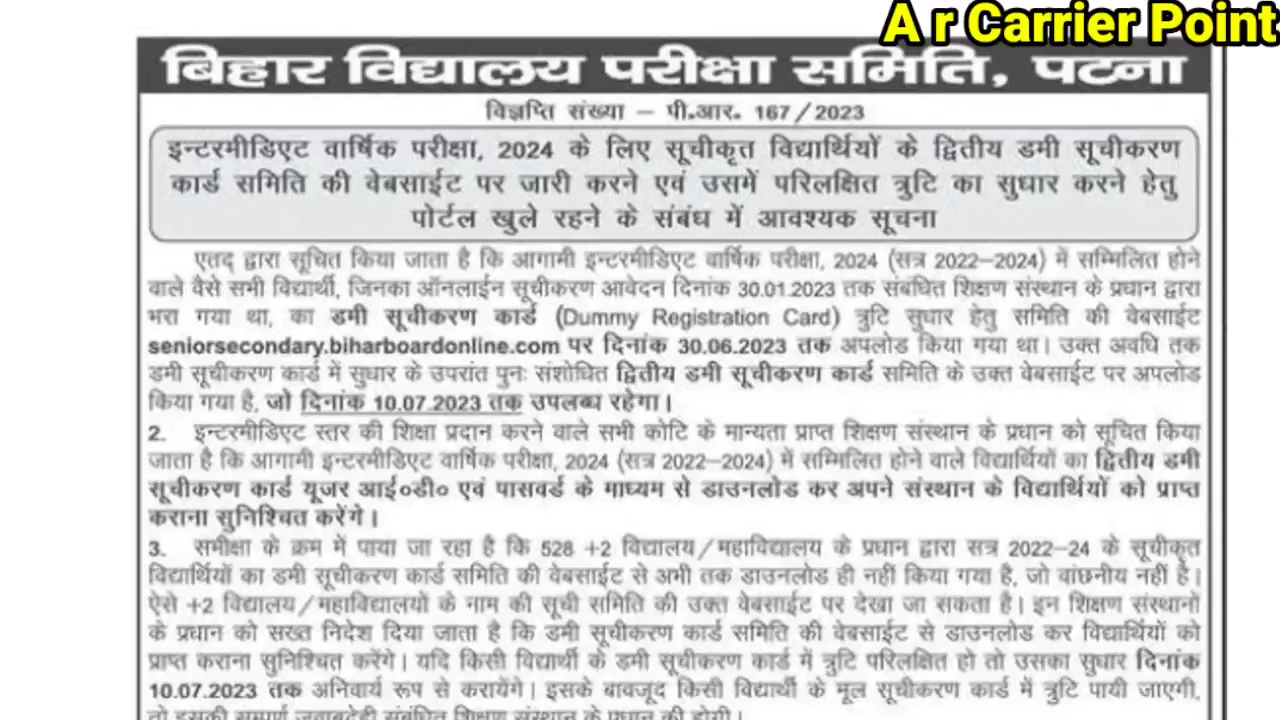 A r Carrier Point
बिहार विद्यालय परीक्षा समिति, पटना
विज्ञप्ति संख्या – पी.आर. 167/2023
इन्टरमीडिएट वार्षिक परीक्षा, 2024 के लिए सूचीकृत विद्यार्थियों के द्वितीय डमी सूचीकरण
कार्ड समिति की वेबसाईट पर जारी करने एवं उसमें परिलक्षित त्रुटि का सुधार करने हेतु
पोर्टल खुले रहने के संबंध में आवश्यक सूचना
एतद् द्वारा सूचित किया जाता है कि आगामी इन्टरमीडिएट वार्षिक परीक्षा, 2024 (सत्र 2022–2024) में सम्मिलित होने
वाले वैसे सभी विद्यार्थी, जिनका ऑनलाईन सूचीकरण आवेदन दिनांक 30.01.2023 तक संबंधित शिक्षण संस्थान के प्रधान द्वारा
भरा गया था, का डमी सूचीकरण कार्ड (Dummy Registration Card) त्रुटि सुधार हेतु समिति की वेबसाईट
seniorsecondary.biharboardonline.com पर दिनांक 30.06.2023 तक अपलोड किया गया था। उक्त अवधि तक
डमी सूचीकरण कार्ड में सुधार के उपरांत पुनः संशोधित द्वितीय डमी सूचीकरण कार्ड समिति के उक्त वेबसाईट पर अपलोड
किया गया है, जो दिनांक 10.07.2023 तक उपलब्ध रहेगा।
2. इन्टरमीडिएट स्तर की शिक्षा प्रदान करने वाले सभी कोटि के मान्यता प्राप्त शिक्षण संस्थान के प्रधान को सूचित किया
जाता है कि आगामी इन्टरमीडिएट वार्षिक परीक्षा, 2024 (सत्र 2022–2024) में सम्मिलित होने वाले विद्यार्थियों का द्वितीय डमी
सूचीकरण कार्ड यूजर आई०डी० एवं पासवर्ड के माध्यम से डाउनलोड कर अपने संस्थान के विद्यार्थियों को प्राप्त
कराना सुनिश्चित करेंगे।
3. समीक्षा के क्रम में पाया जा रहा है कि 528 +2 विद्यालय/महाविद्यालय के प्रधान द्वारा सत्र 2022–24 के सूचीकृत
विद्यार्थियों का डमी सूचीकरण कार्ड समिति की वेबसाईट से अभी तक डाउनलोड ही नहीं किया गया है, जो वांछनीय नहीं है।
ऐसे +2 विद्यालय/महाविद्यालयों के नाम की सूची समिति की उक्त वेबसाईट पर देखा जा सकता है। इन शिक्षण संस्थानों
के प्रधान को सख्त निदेश दिया जाता है कि डमी सूचीकरण कार्ड समिति की वेबसाईट से डाउनलोड कर विद्यार्थियों को
प्राप्त कराना सुनिश्चित करेंगे। यदि किसी विद्यार्थी के डमी सूचीकरण कार्ड में त्रुटि परिलक्षित हो तो उसका सुधार दिनांक
10.07.2023 तक अनिवार्य रूप से करायेंगे। इसके बावजूद किसी विद्यार्थी के मूल सूचीकरण कार्ड में त्रुटि पायी जाएगी,
तो इसकी सम्पूर्ण जवाबदेही संबंधित शिक्षण संस्थान के प्रधान की होगी।